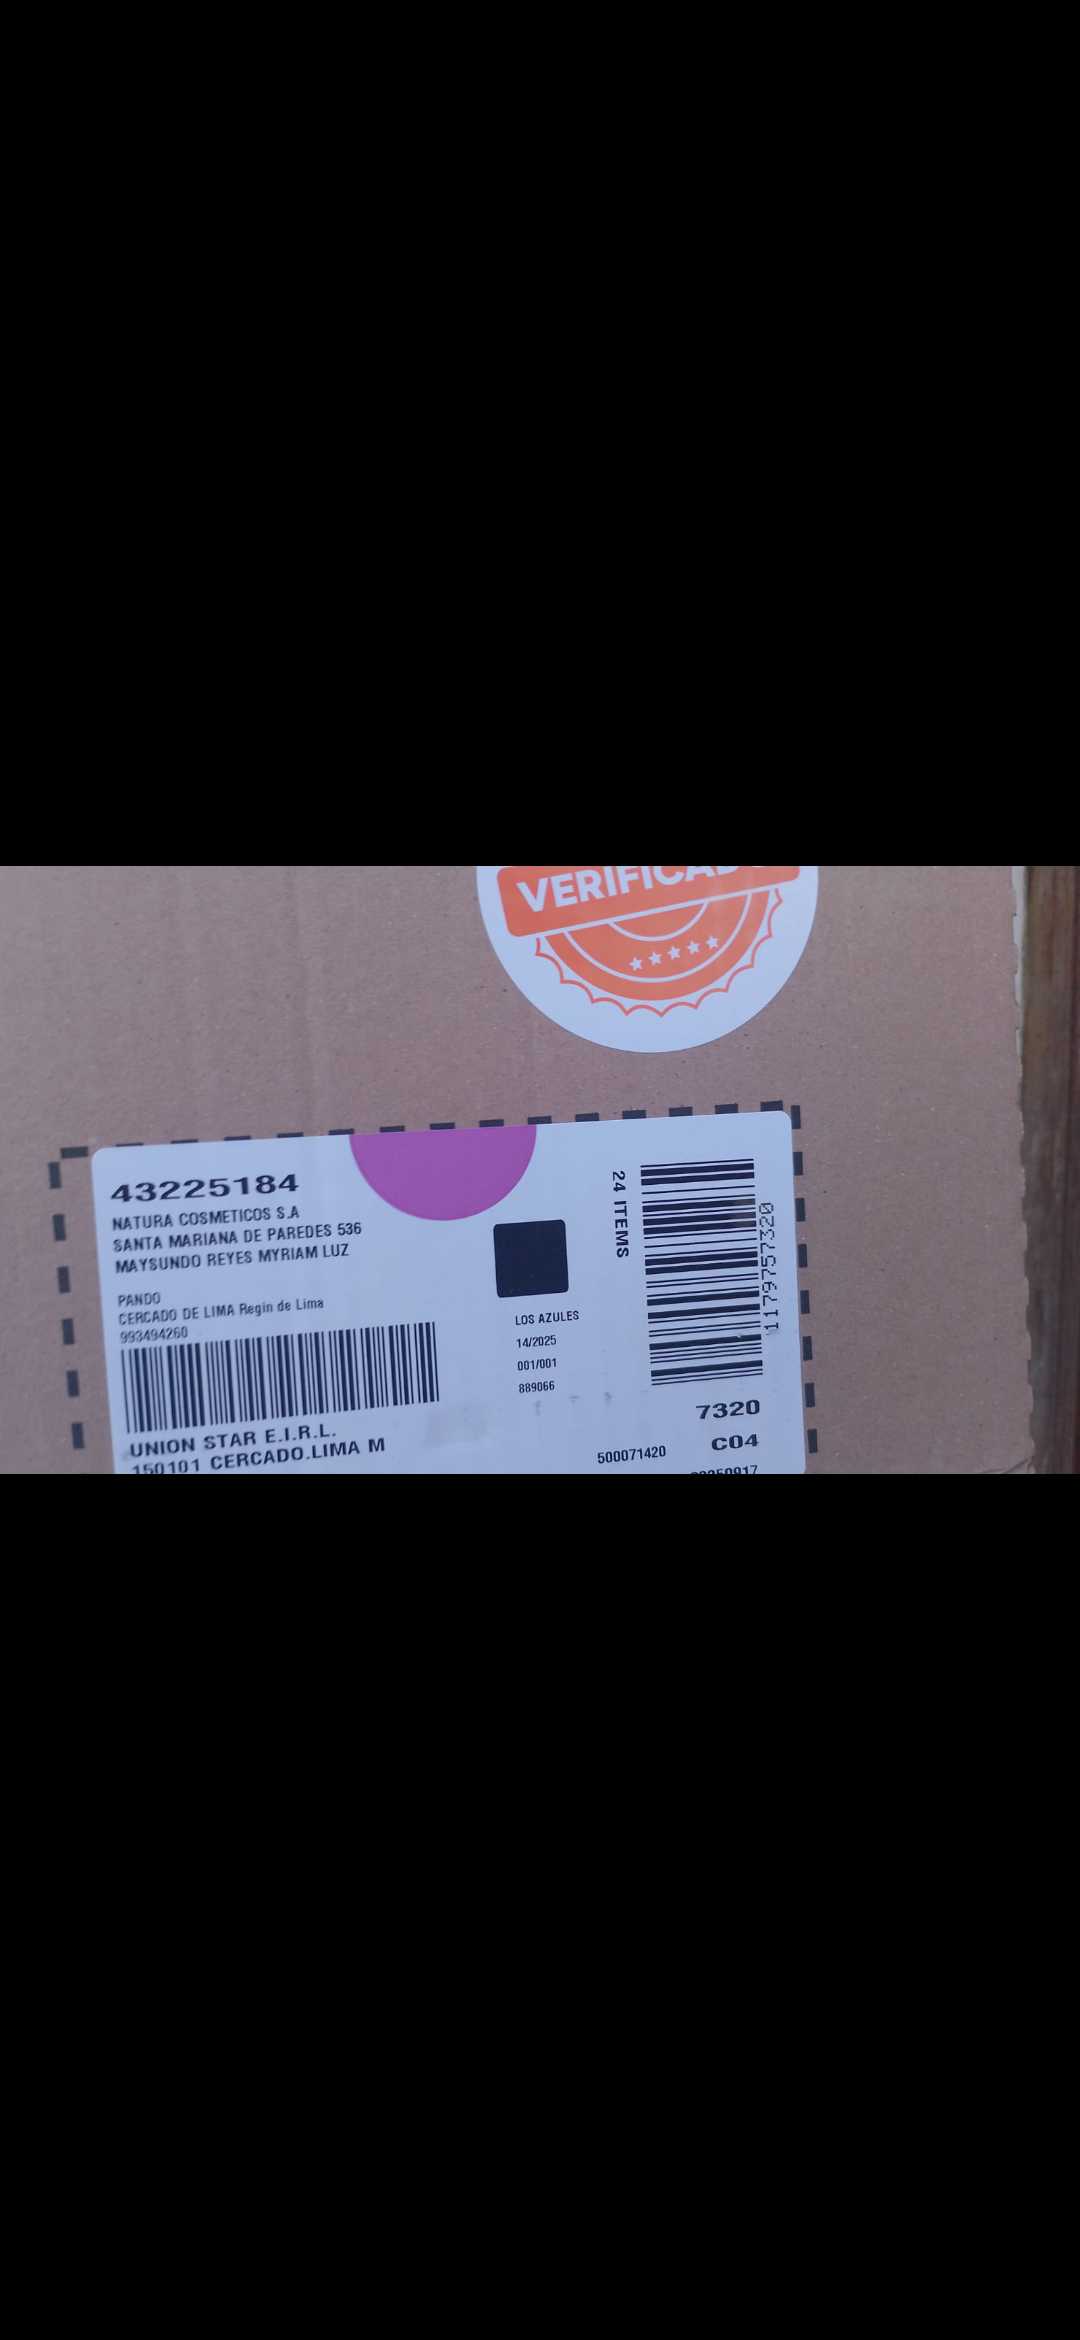 43225184
NATURA COSMETICOS S.A
SANTA MARIANA DE PAREDES 536
MAYSUNDO REYES MYRIAM LUZ
PANDO
CERCADO DE LIMA Regin de Lima
993494260
UNION STAR E.I.R.L.
150101 CERCADO.LIMA M
LOS AZULES
14/2025
001/001
889066
24 ITEMS
1179757320
7320
500071420
C04